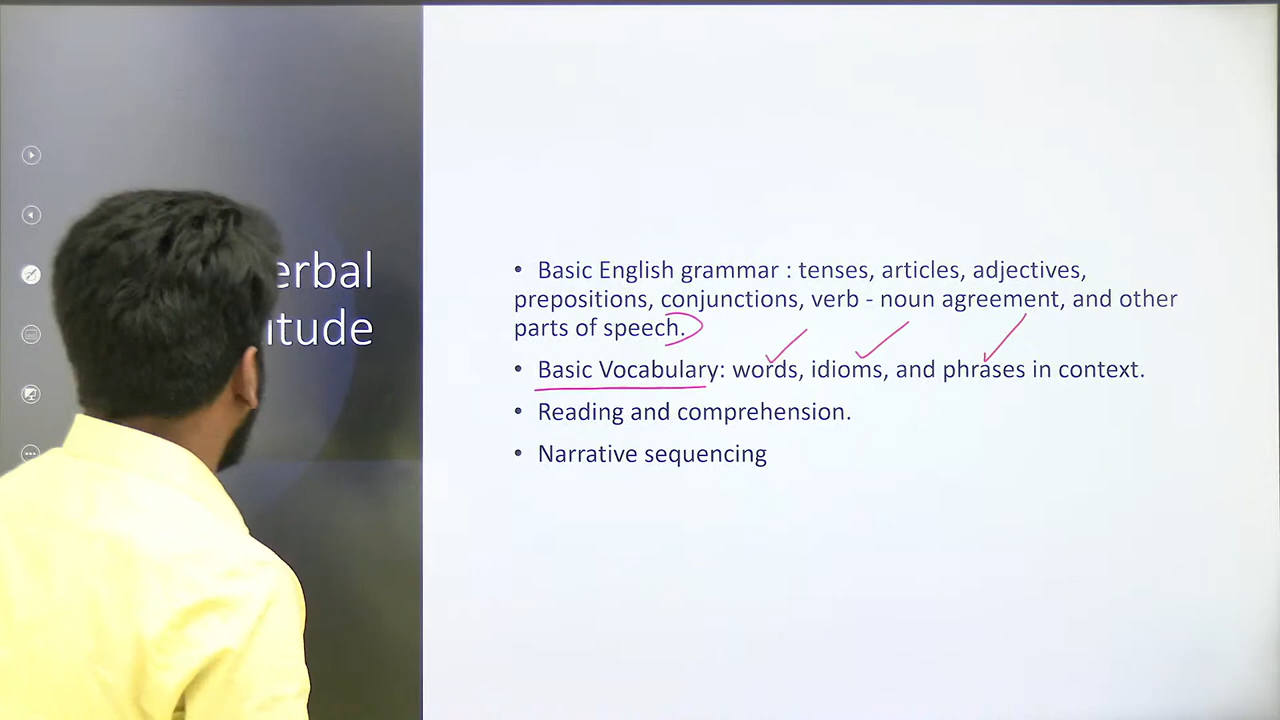 erbal
itude
• Basic English grammar : tenses, articles, adjectives,
prepositions, conjunctions, verb - noun agreement, and other
parts of speech.
• Basic Vocabulary: words, idioms, and phrases in context.
• Reading and comprehension.
• Narrative sequencing